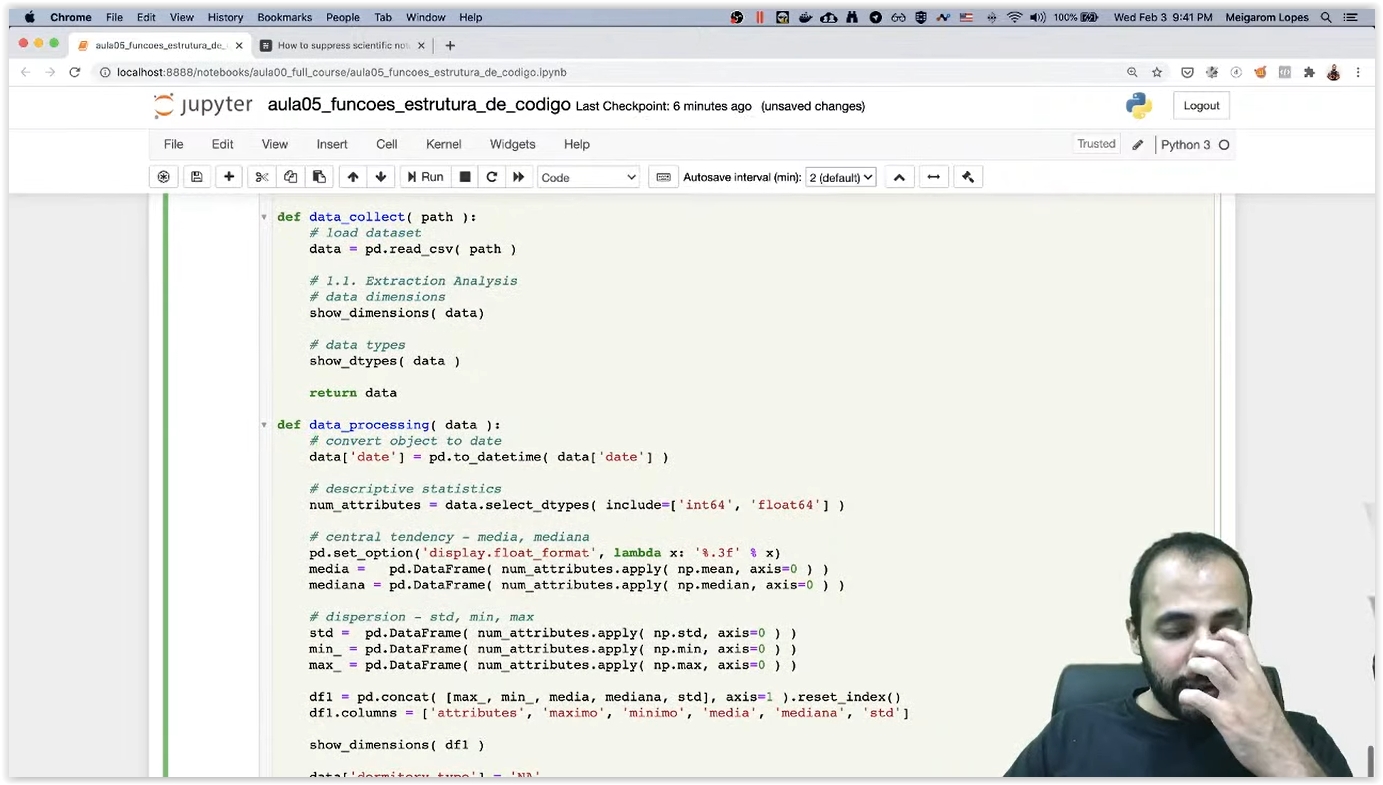 Chrome File Edit View History Bookmarks People Tab Window Help 100% Wed Feb 3 9:41 PM Meigarom Lopes
aula05_funcoes_estrutura_de_ How to suppress scientific not
localhost:8888/notebooks/aula00_full_course/aula05_funcoes_estrutura_de_codigo.ipynb
jupyter aula05_funcoes_estrutura_de_codigo Last Checkpoint: 6 minutes ago (unsaved changes) Logout
File Edit View Insert Cell Kernel Widgets Help Trusted Python 3
Run Code Autosave interval (min): 2 (default)
def data_collect( path ):
# load dataset
data = pd.read_csv( path )
# 1.1. Extraction Analysis
# data dimensions
show_dimensions( data)
# data types
show_dtypes( data )
return data
def data_processing( data ):
# convert object to date
data['date'] = pd.to_datetime( data['date'] )
# descriptive statistics
num_attributes = data.select_dtypes( include=['int64', 'float64'] )
# central tendency - media, mediana
pd.set_option('display.float_format', lambda x: '%.3f' % x)
media =   pd.DataFrame( num_attributes.apply( np.mean, axis=0 ) )
mediana = pd.DataFrame( num_attributes.apply( np.median, axis=0 ) )
# dispersion - std, min, max
std =  pd.DataFrame( num_attributes.apply( np.std, axis=0 ) )
min_ = pd.DataFrame( num_attributes.apply( np.min, axis=0 ) )
max_ = pd.DataFrame( num_attributes.apply( np.max, axis=0 ) )
df1 = pd.concat( [max_, min_, media, mediana, std], axis=1 ).reset_index()
df1.columns = ['attributes', 'maximo', 'minimo', 'media', 'mediana', 'std']
show_dimensions( df1 )
data['dormitory_type'] = 'NA'